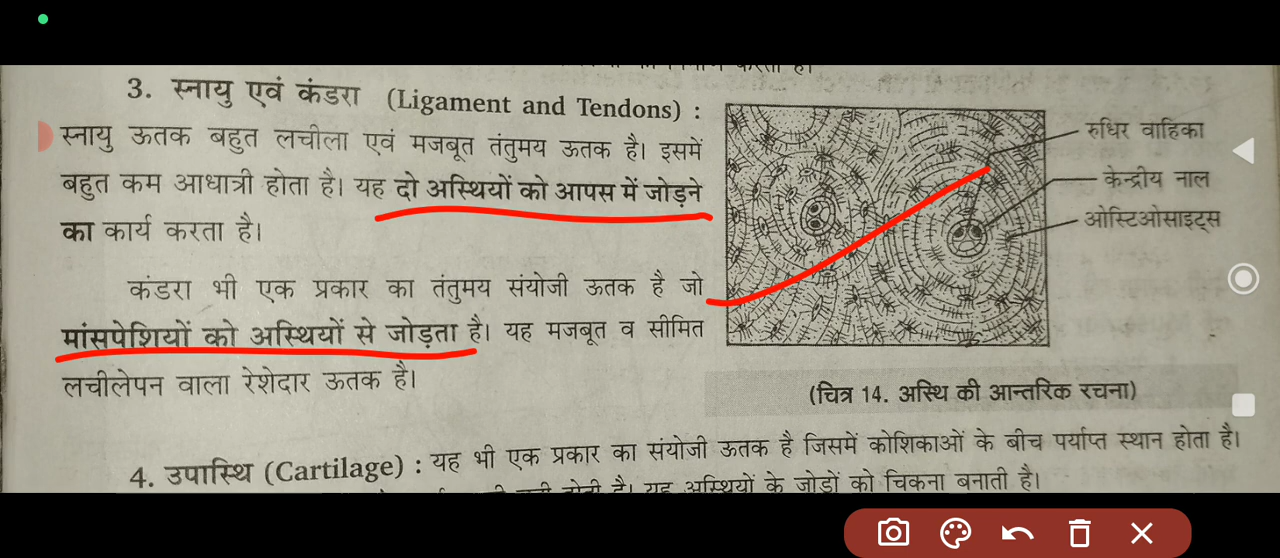 3. स्नायु एवं कंडरा (Ligament and Tendons) :
स्नायु ऊतक बहुत लचीला एवं मजबूत तंतुमय ऊतक है। इसमें
बहुत कम आधात्री होता है। यह दो अस्थियों को आपस में जोड़ने
का कार्य करता है।
कंडरा भी एक प्रकार का तंतुमय संयोजी ऊतक है जो
मांसपेशियों को अस्थियों से जोड़ता है। यह मजबूत व सीमित
लचीलेपन वाला रेशेदार ऊतक है।
रुधिर वाहिका
केन्द्रीय नाल
ओस्टिओसाइट्स
(चित्र 14. अस्थि की आन्तरिक रचना)
4. उपास्थि (Cartilage) : यह भी एक प्रकार का संयोजी ऊतक है जिसमें कोशिकाओं के बीच पर्याप्त स्थान होता है।
यह अस्थियों के जोड़ों को चिकना बनाती है।